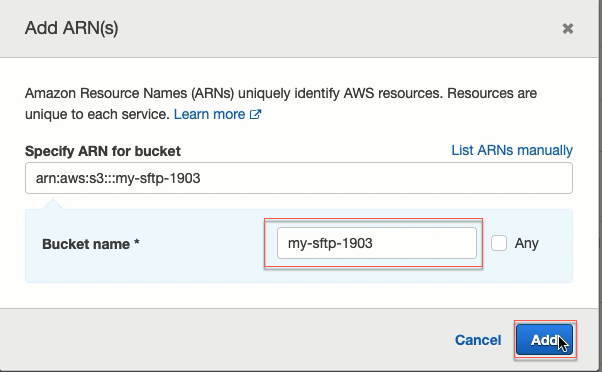 Add ARN(s)
Amazon Resource Names (ARNs) uniquely identify AWS resources. Resources are
unique to each service. Learn more
Specify ARN for bucket List ARNs manually
arn:aws:s3:::my-sftp-1903
Bucket name * my-sftp-1903 Any
Cancel Add